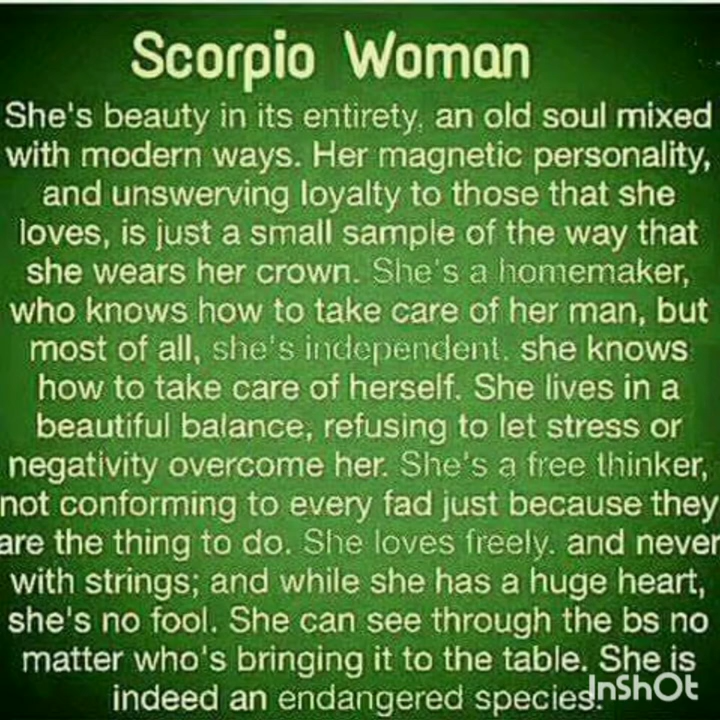 Scorpio Woman
She's beauty in its entirety, an old soul mixed
with modern ways. Her magnetic personality,
and unswerving loyalty to those that she
loves, is just a small sample of the way that
she wears her crown. She's a homemaker,
who knows how to take care of her man, but
most of all, she's independent. she knows
how to take care of herself. She lives in a
beautiful balance, refusing to let stress or
negativity overcome her. She's a free thinker,
not conforming to every fad just because they
are the thing to do. She loves freely. and never
with strings; and while she has a huge heart,
she's no fool. She can see through the bs no
matter who's bringing it to the table. She is
indeed an endangered species.
InShOt